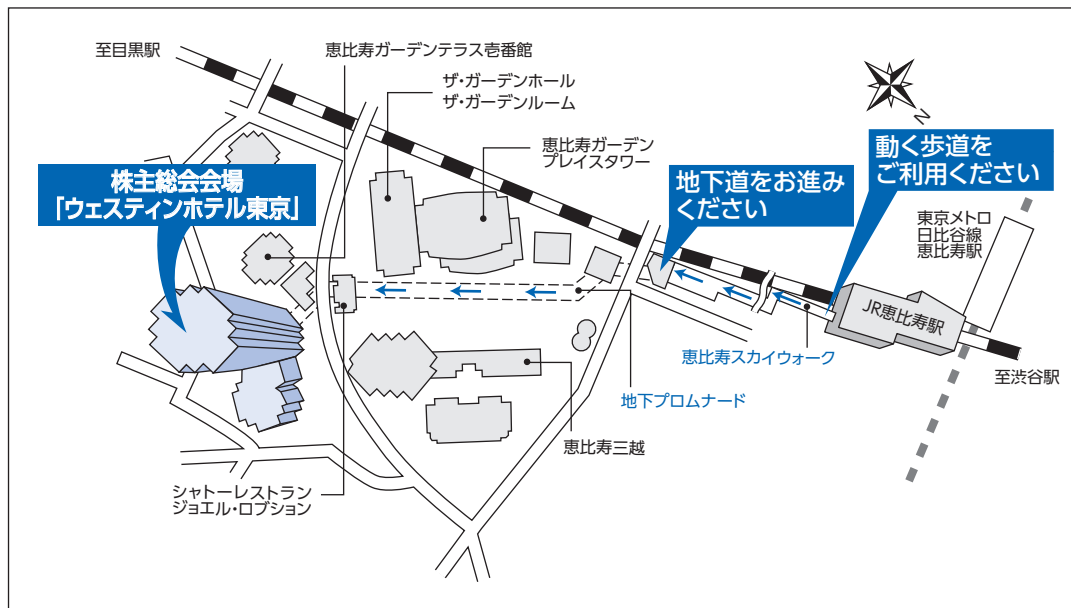 至目黒駅
恵比寿ガーデンテラス壱番館
ザ・ガーデンホール
ザ・ガーデンルーム
恵比寿ガーデン
プレイスタワー
N
動く歩道を
ご利用ください
地下道をお進み
ください
株主総会会場
「ウェスティンホテル東京」
東京メトロ
日比谷線
恵比寿駅
JR恵比寿駅
恵比寿スカイウォーク
至渋谷駅
地下プロムナード
恵比寿三越
シャトーレストラン
ジョエル・ロブション